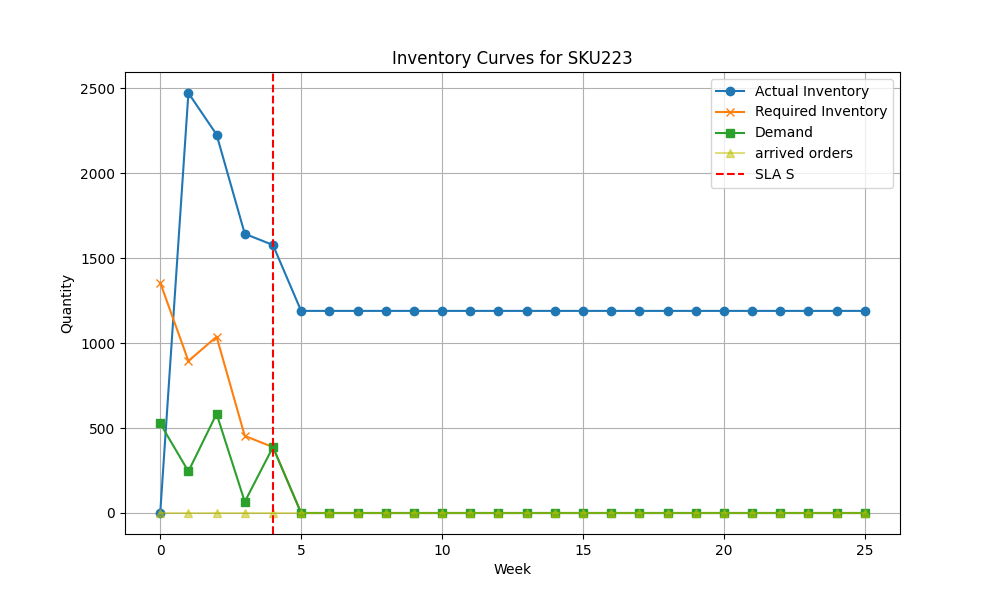 Inventory Curves for SKU223
Actual Inventory
Required Inventory
Demand
arrived orders
SLA S
2500
2000
1500
1000
500
0
Quantity
0 5 10 15 20 25
Week